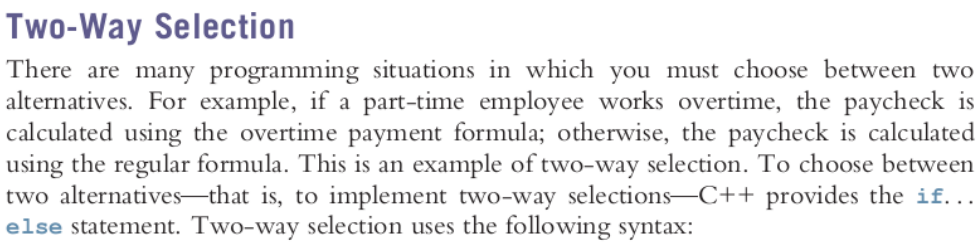 Two-Way Selection
There are many programming situations in which you must choose between two
alternatives. For example, if a part-time employee works overtime, the paycheck is
calculated using the overtime payment formula; otherwise, the paycheck is calculated
using the regular formula. This is an example of two-way selection. To choose between
two alternatives—that is, to implement two-way selections—C++ provides the if...
else statement. Two-way selection uses the following syntax: